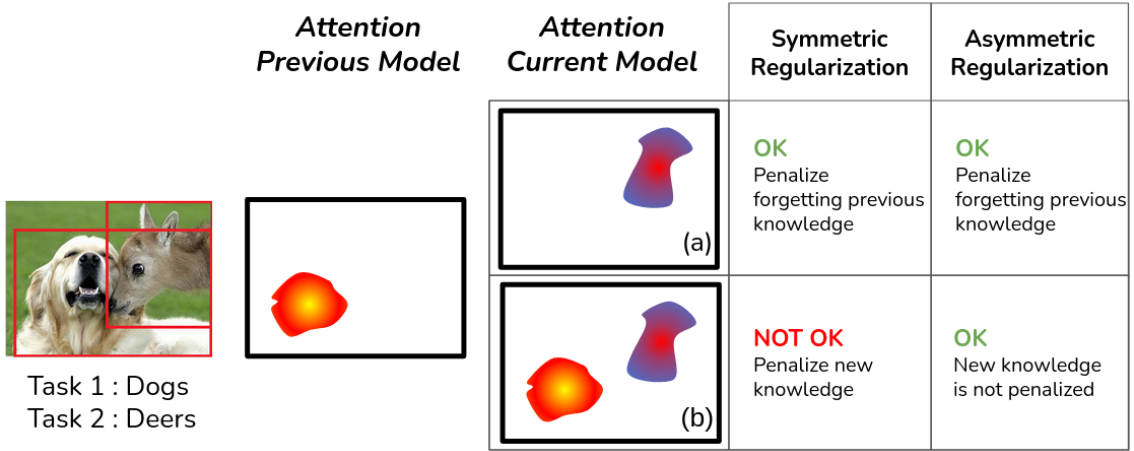 Attention
Previous Model
Attention
Current Model
Symmetric
Regularization
Asymmetric
Regularization
(a)
OK
Penalize
forgetting previous
knowledge
OK
Penalize
forgetting previous
knowledge
Task 1 : Dogs
Task 2 : Deers
(b)
NOT OK
Penalize new
knowledge
OK
New knowledge
is not penalized